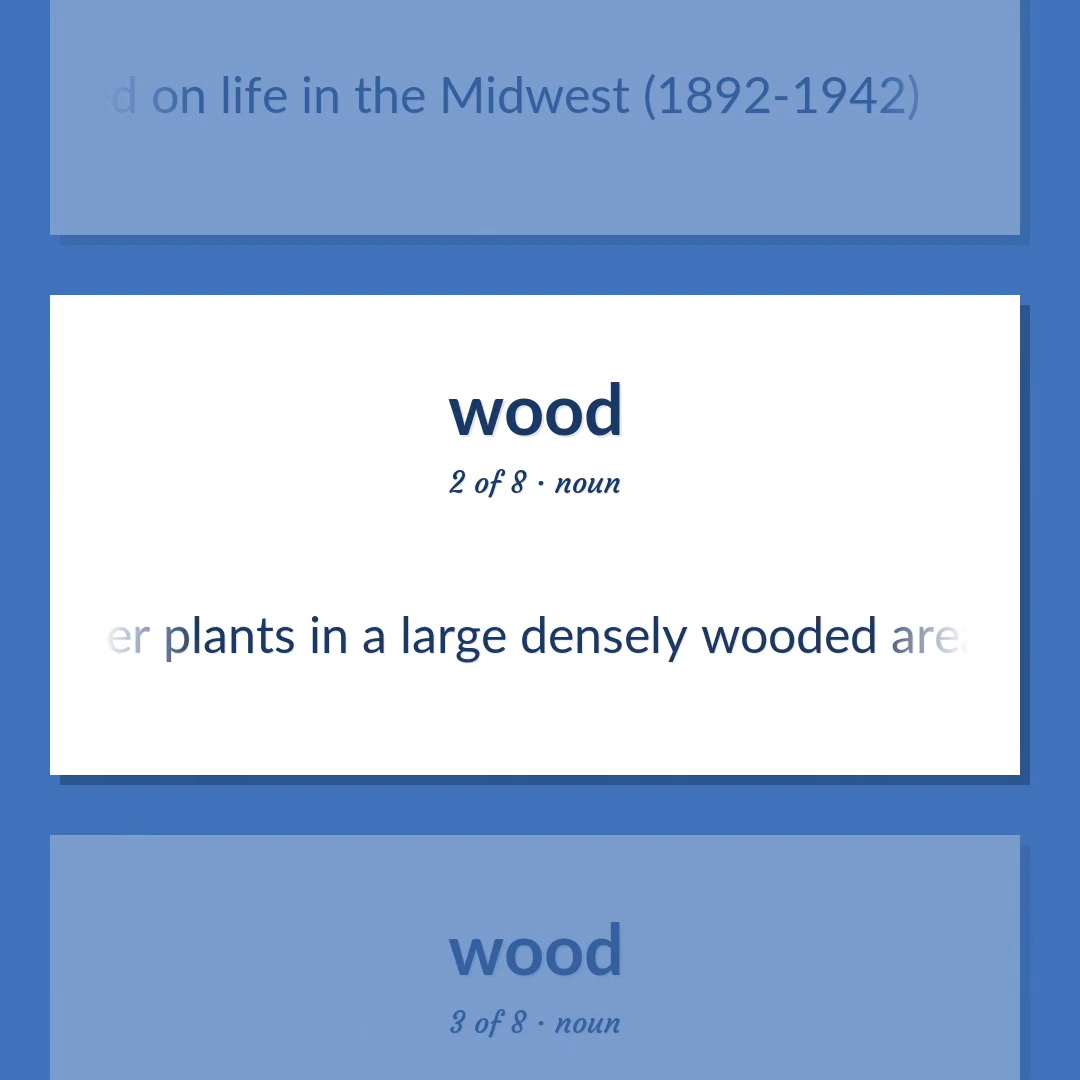 on life in the Midwest (1892-1942)
wood
2 of 8 · noun
plants in a large densely wooded
wood
3 of 8 · noun